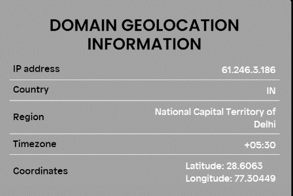 DOMAIN GEOLOCATION
INFORMATION
IP address 61.246.3.186
Country IN
Region National Capital Territory of
Delhi
Timezone +05:30
Coordinates Latitude: 28.6063
Longitude: 77.30449